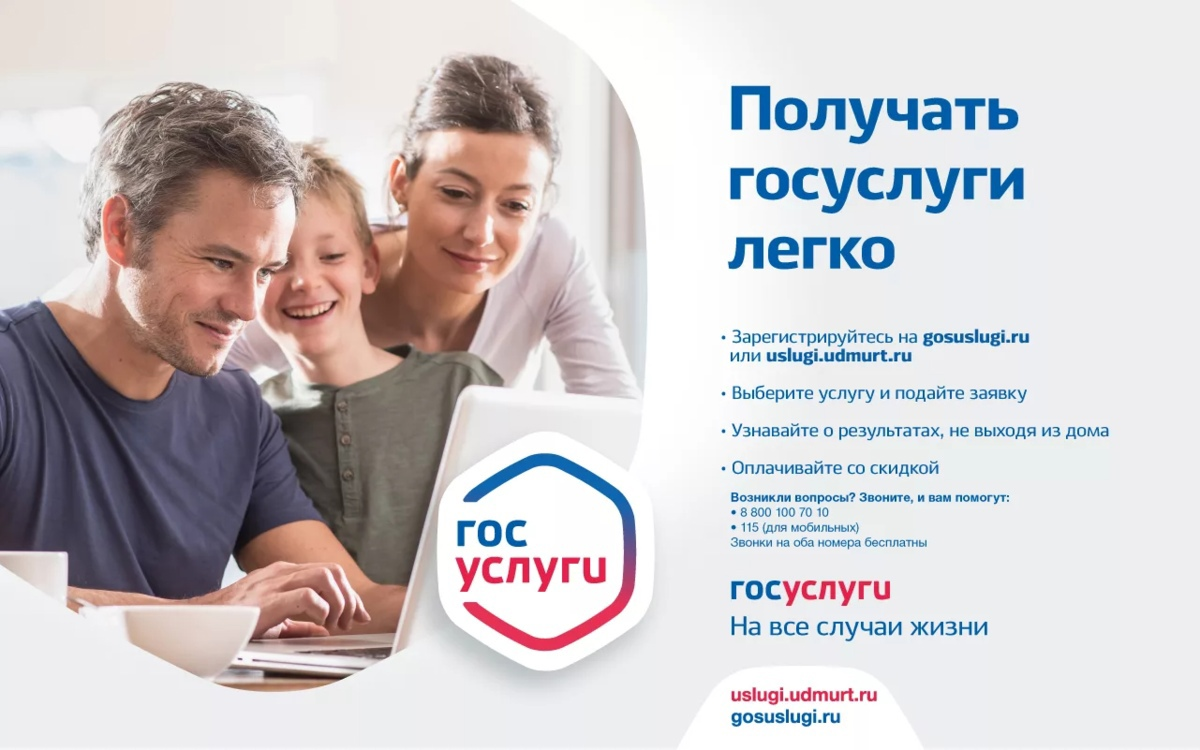 Получать
госуслуги
легко
• Зарегистрируйтесь на gosuslugi.ru
или uslugi.udmurt.ru
• Выберите услугу и подайте заявку
• Узнавайте о результатах, не выходя из дома
• Оплачивайте со скидкой
Возникли вопросы? Звоните, и вам помогут:
• 8 800 100 70 10
• 115 (для мобильных)
Звонки на оба номера бесплатны
гос
услуги
госуслуги
На все случаи жизни
uslugi.udmurt.ru
gosuslugi.ru